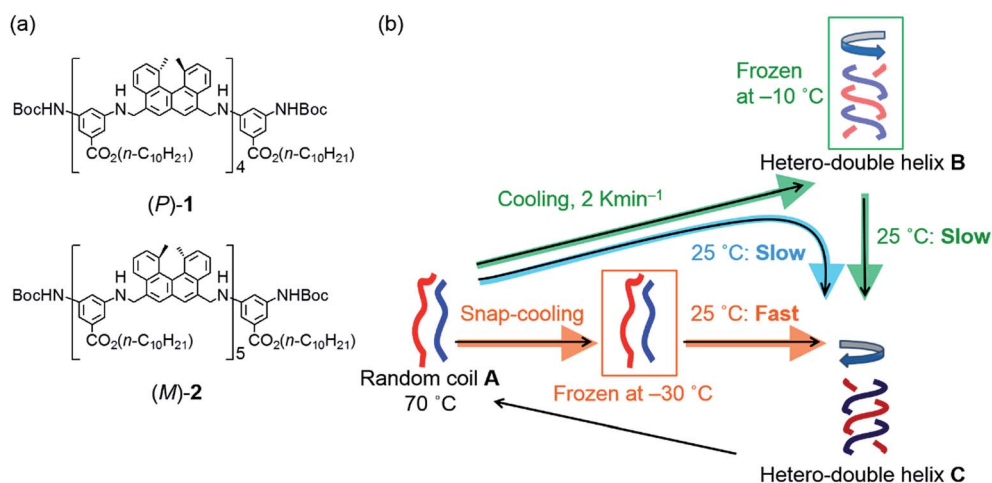 (a)
H
N
H
N
BocHN
NHBoc
CO₂(n-C₁₀H₂₁)
4
CO₂(n-C₁₀H₂₁)
(P)-1
H
N
H
N
BocHN
NHBoc
CO₂(n-C₁₀H₂₁)
5
CO₂(n-C₁₀H₂₁)
(M)-2
(b)
Frozen
at –10 ˚C
Hetero-double helix B
Cooling, 2 Kmin⁻¹
25 ˚C: Slow
25 ˚C: Slow
Snap-cooling
25 ˚C: Fast
Random coil A
70 ˚C
Frozen at –30 ˚C
Hetero-double helix C